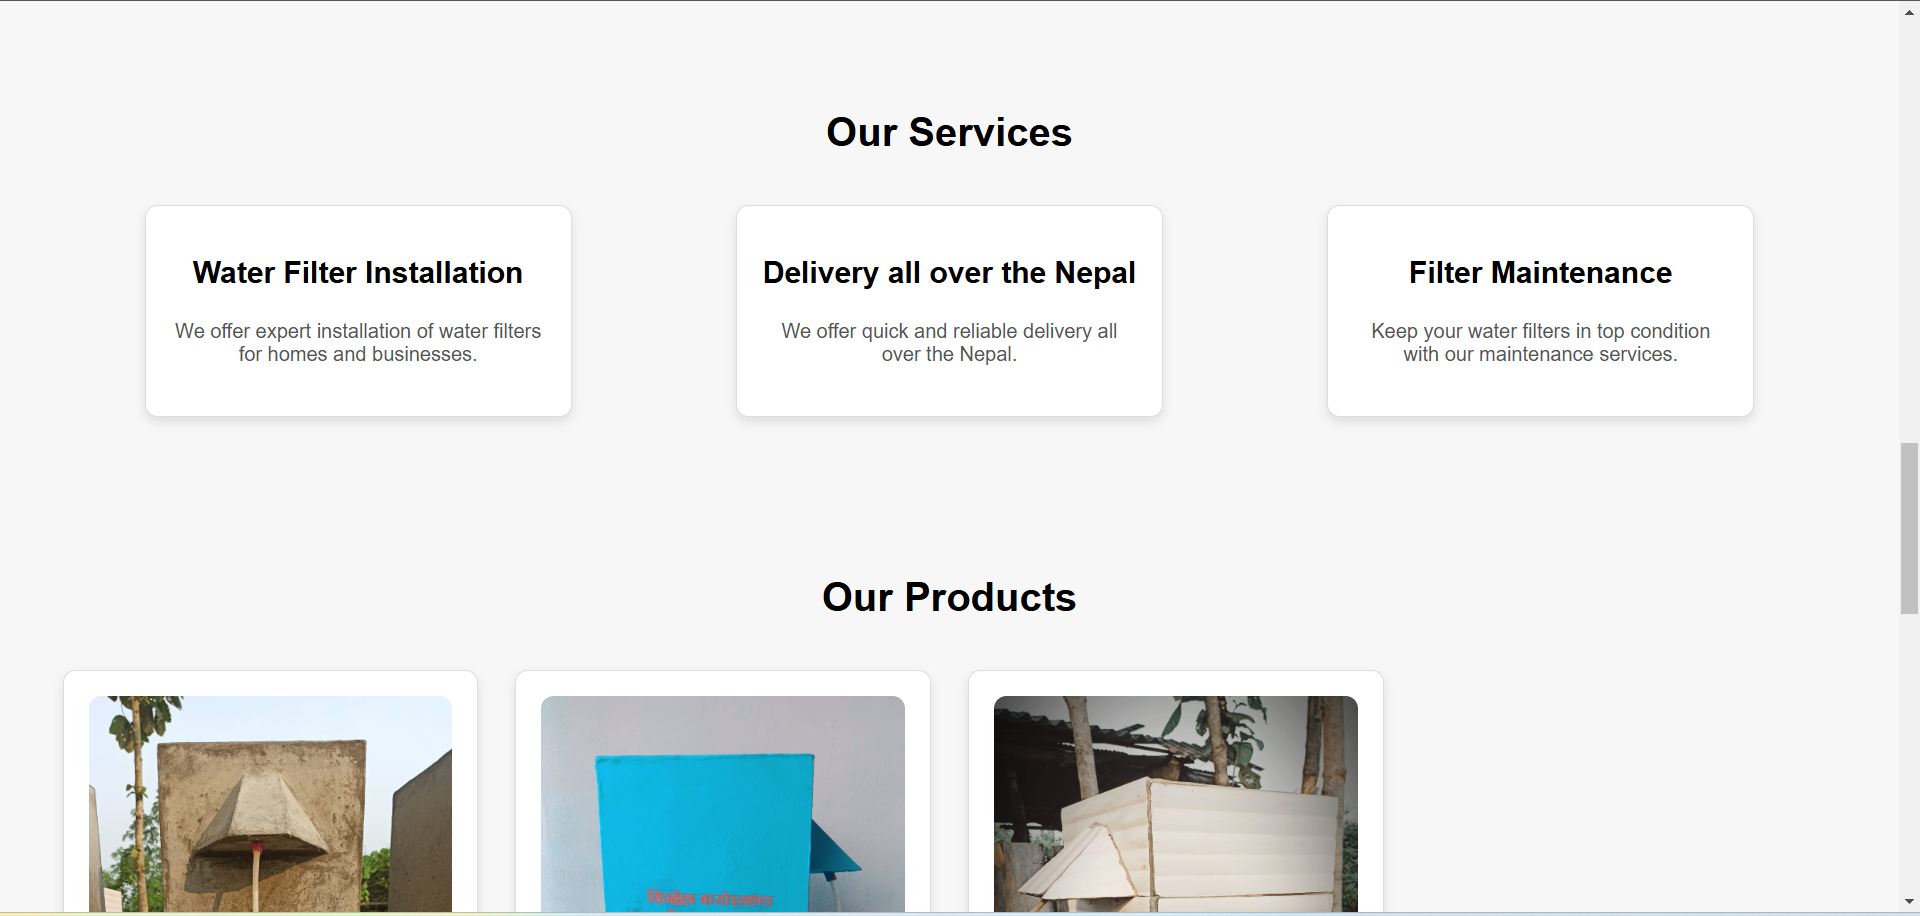 Our Services
Water Filter Installation
We offer expert installation of water filters
for homes and businesses.
Delivery all over the Nepal
We offer quick and reliable delivery all
over the Nepal.
Filter Maintenance
Keep your water filters in top condition
with our maintenance services.
Our Products